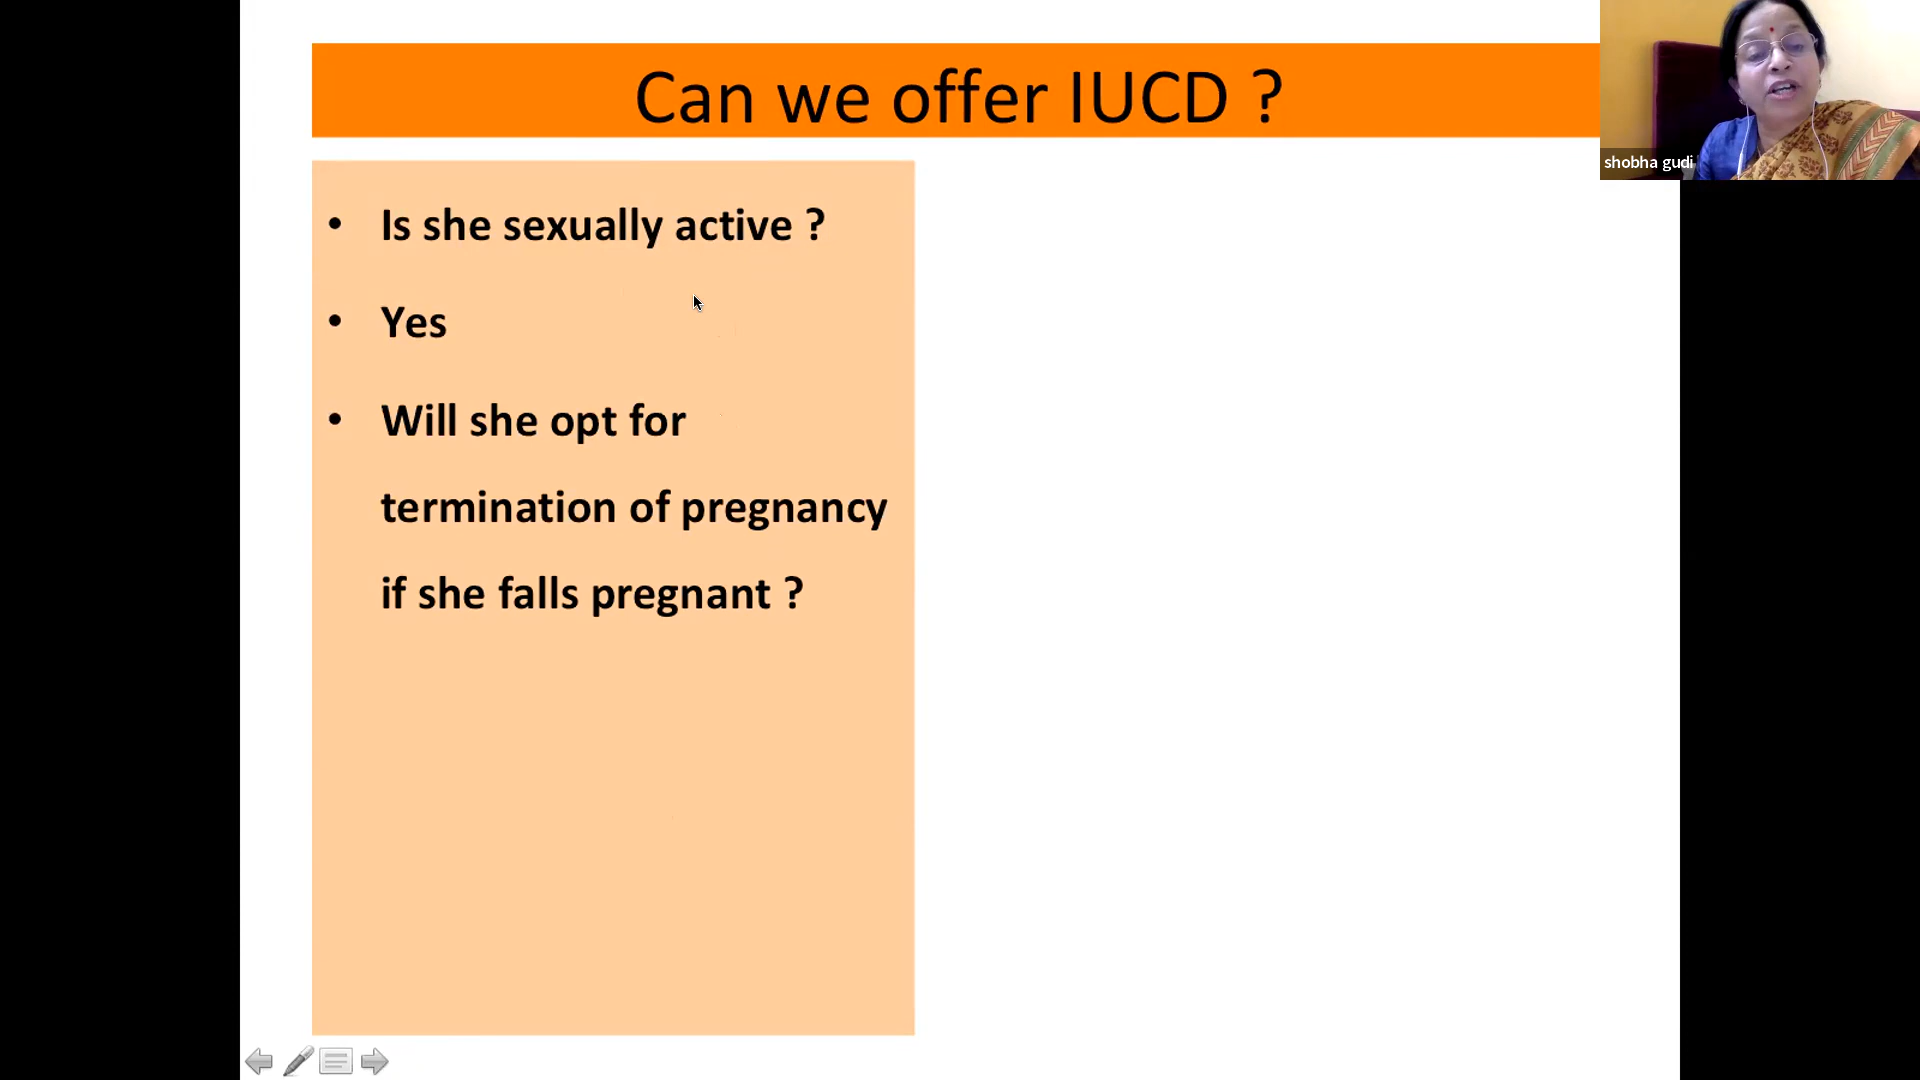 Can we offer IUCD ?
shobha gudi
• Is she sexually active ?
• Yes
• Will she opt for
termination of pregnancy
if she falls pregnant ?